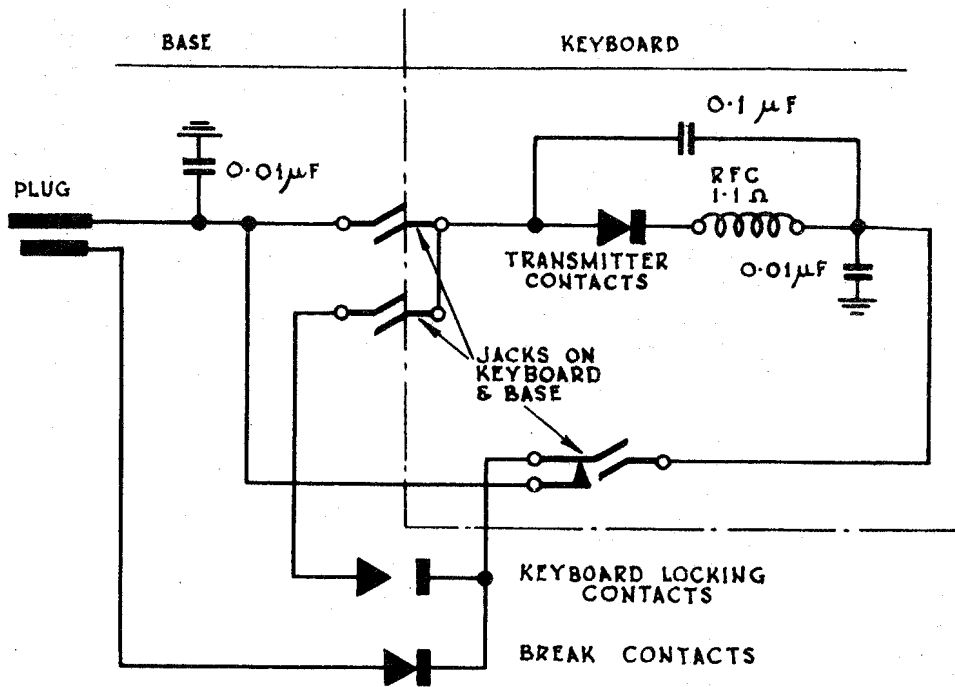 BASE
KEYBOARD
0·1 µF
0·01µF
RFC
1·1 Ω
PLUG
TRANSMITTER
CONTACTS
0·01µF
JACKS ON
KEYBOARD
& BASE
KEYBOARD LOCKING
CONTACTS
BREAK CONTACTS